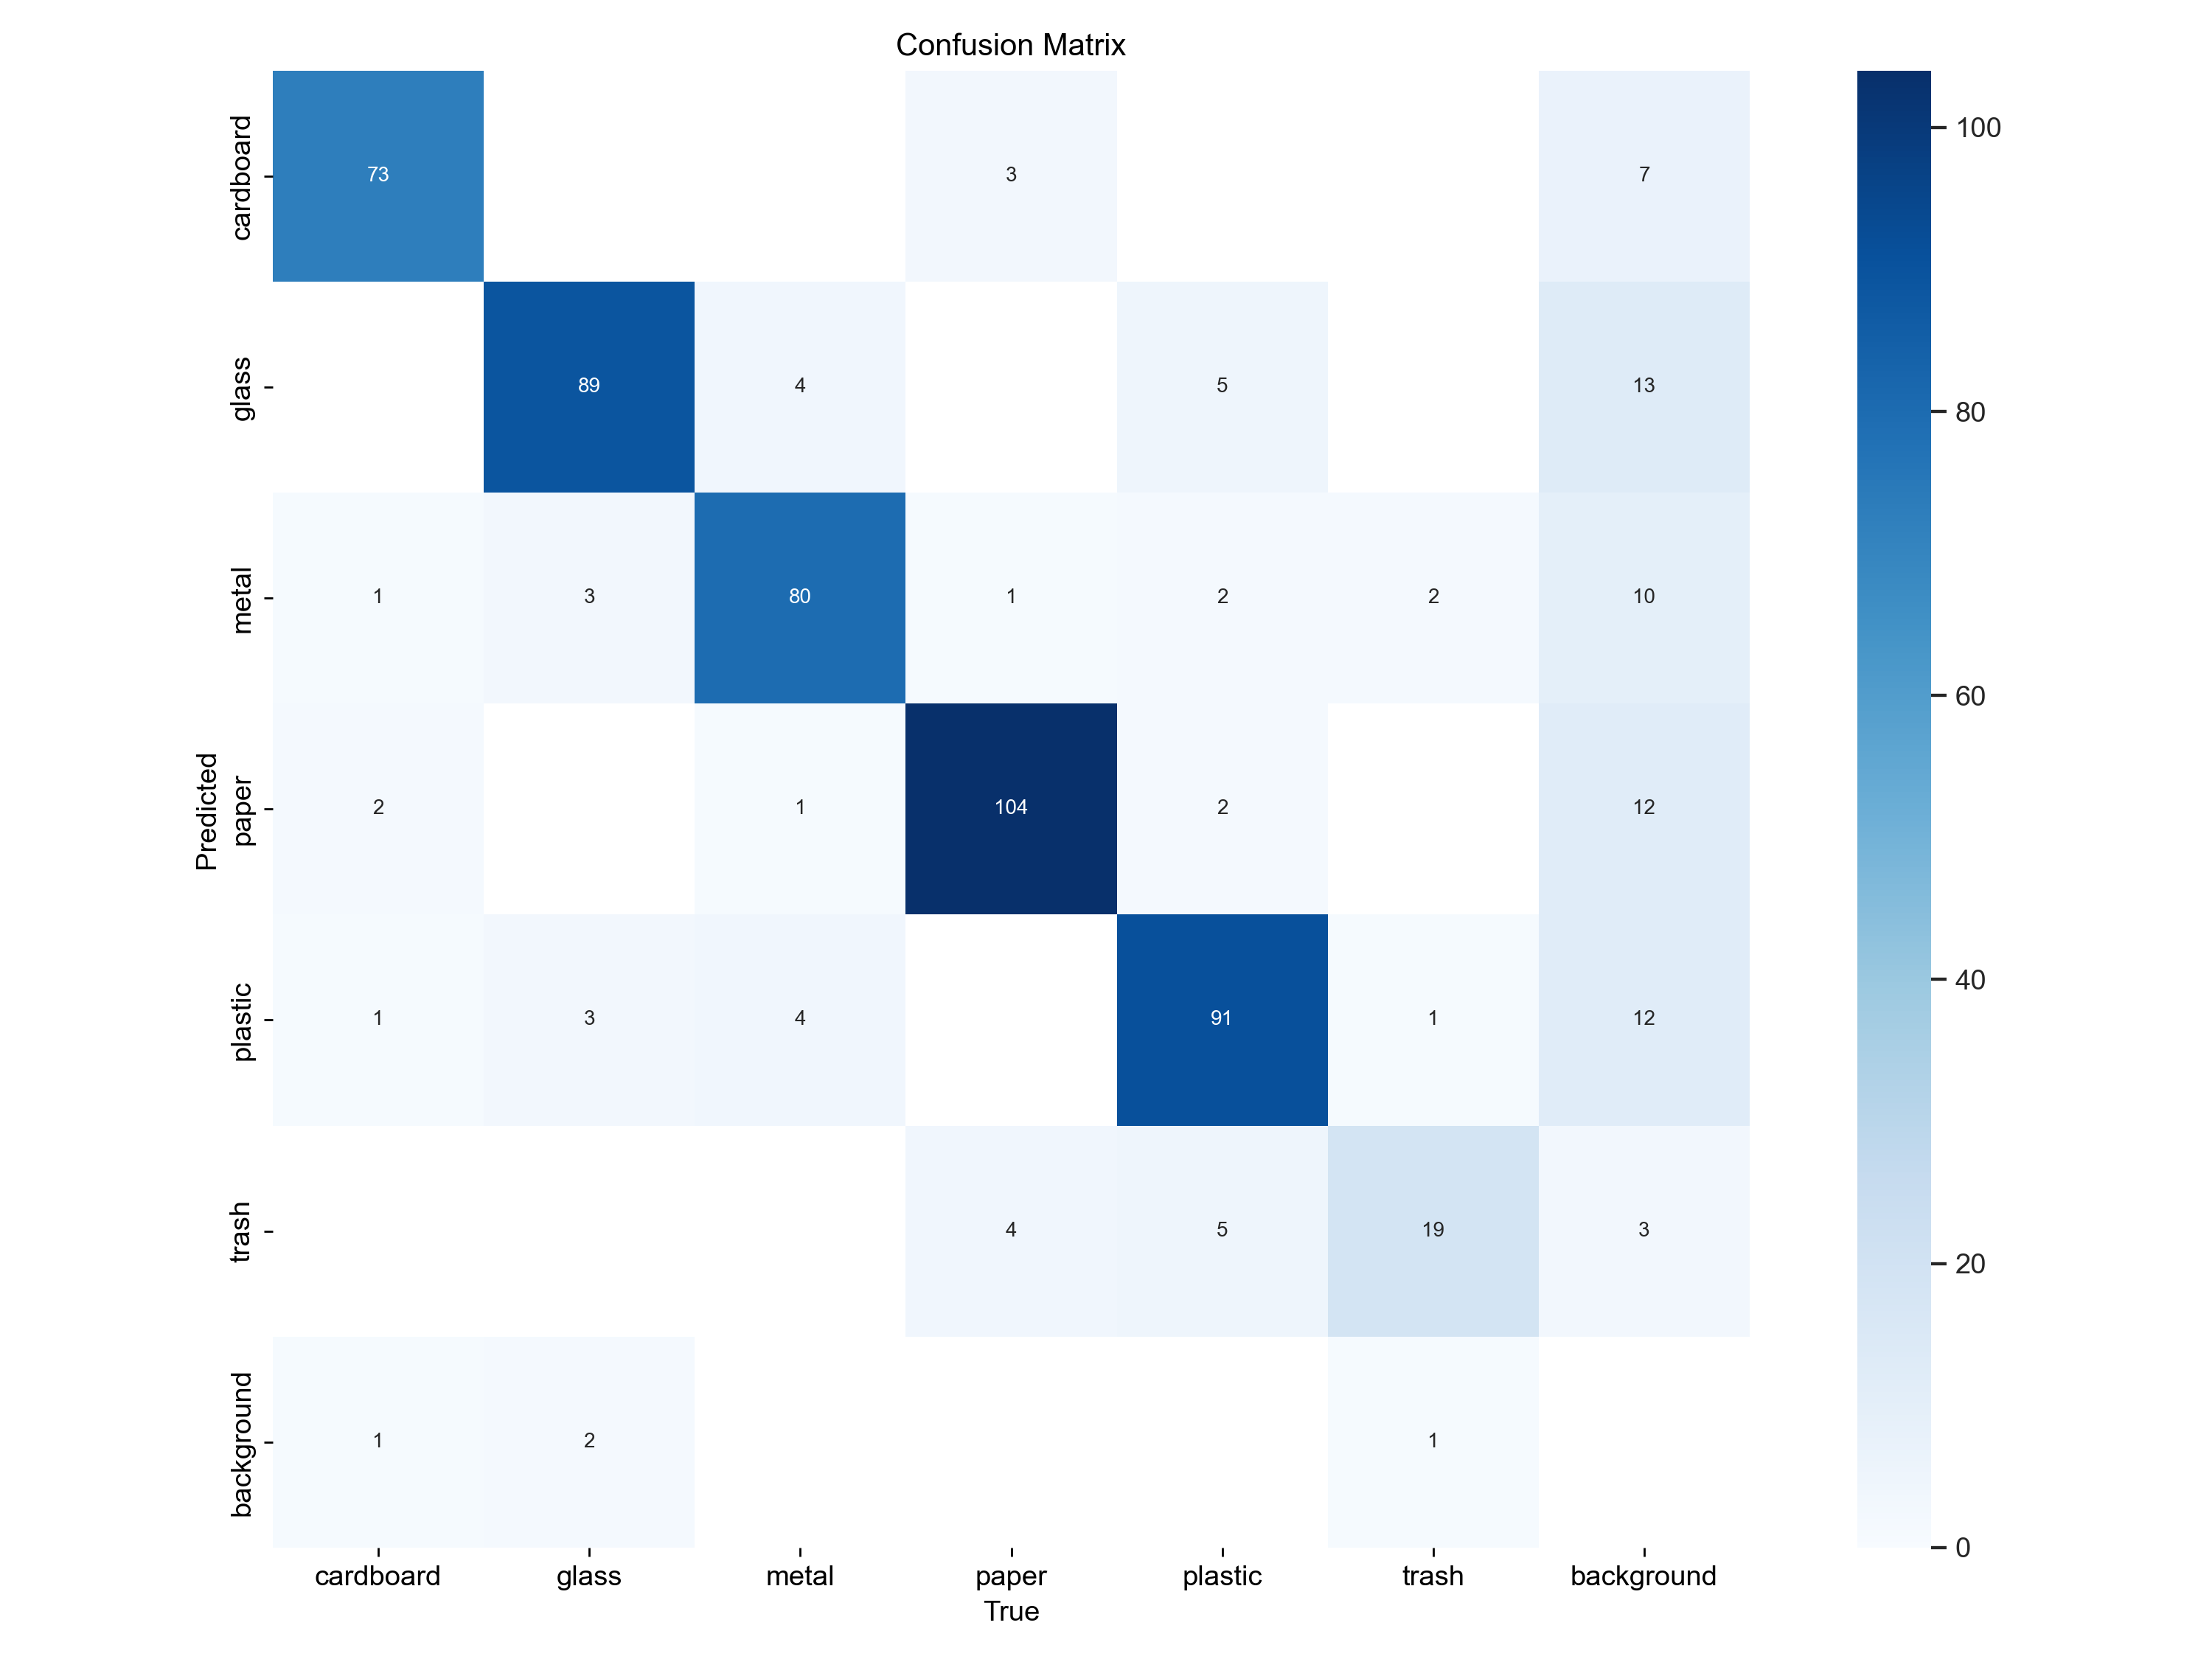 Confusion Matrix
cardboard 73 3 7 100
glass 89 4 5 13 80
metal 1 3 80 1 2 2 10 60
Predicted
paper 2 1 104 2 12
plastic 1 3 4 91 1 12 40
trash 4 5 19 3 20
background 1 2 1 0
cardboard glass metal paper plastic trash background
True